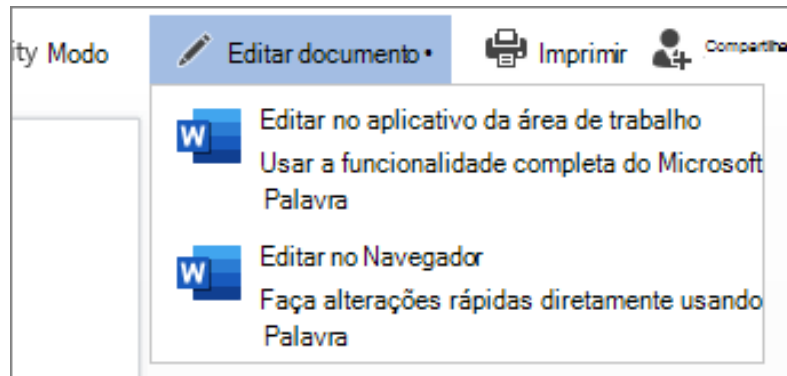 ity Modo
Editar documento •
Imprimir
Compartilhe
Editar no aplicativo da área de trabalho
Usar a funcionalidade completa do Microsoft
Palavra
Editar no Navegador
Faça alterações rápidas diretamente usando
Palavra